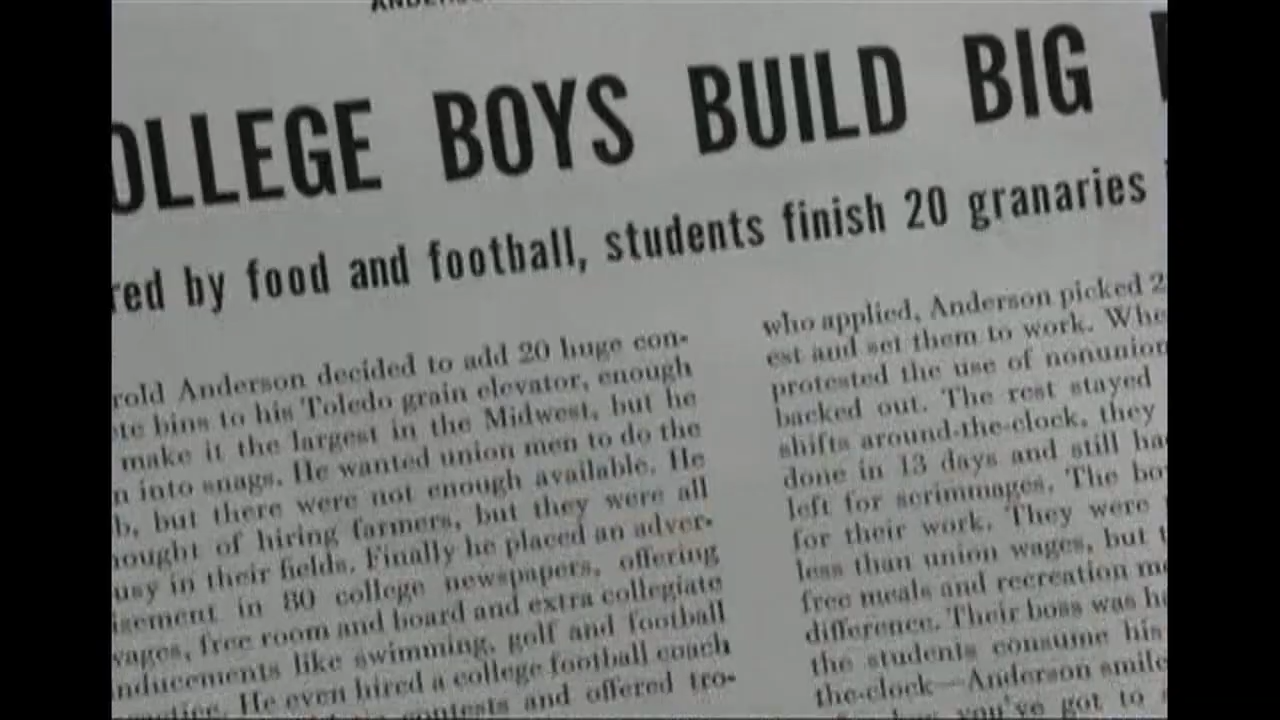 OLLEGE BOYS BUILD BIG
red by food and football, students finish 20 granaries
rold Anderson decided to add 20 huge con-
te bins to his Toledo grain elevator, enough
make it the largest in the Midwest, but he
n into snags. He wanted union men to do the
b, but there were not enough available. He
hought of hiring farmers, but they were all
usy in their fields. Finally he placed an adver-
isement in 80 college newspapers, offering
wages, free room and board and extra collegiate
nducements like swimming, golf and football
He even hired a college football coach
contests and offered tro-
who applied, Anderson picked 2
est and set them to work. Whe
protested the use of nonunion
backed out. The rest stayed
shifts around-the-clock, they
done in 13 days and still ha
left for scrimmages. The bo
for their work. They were
less than union wages, but t
free meals and recreation m
difference. Their boss was h
the students consume his
the-clock—Anderson smile
you've got to